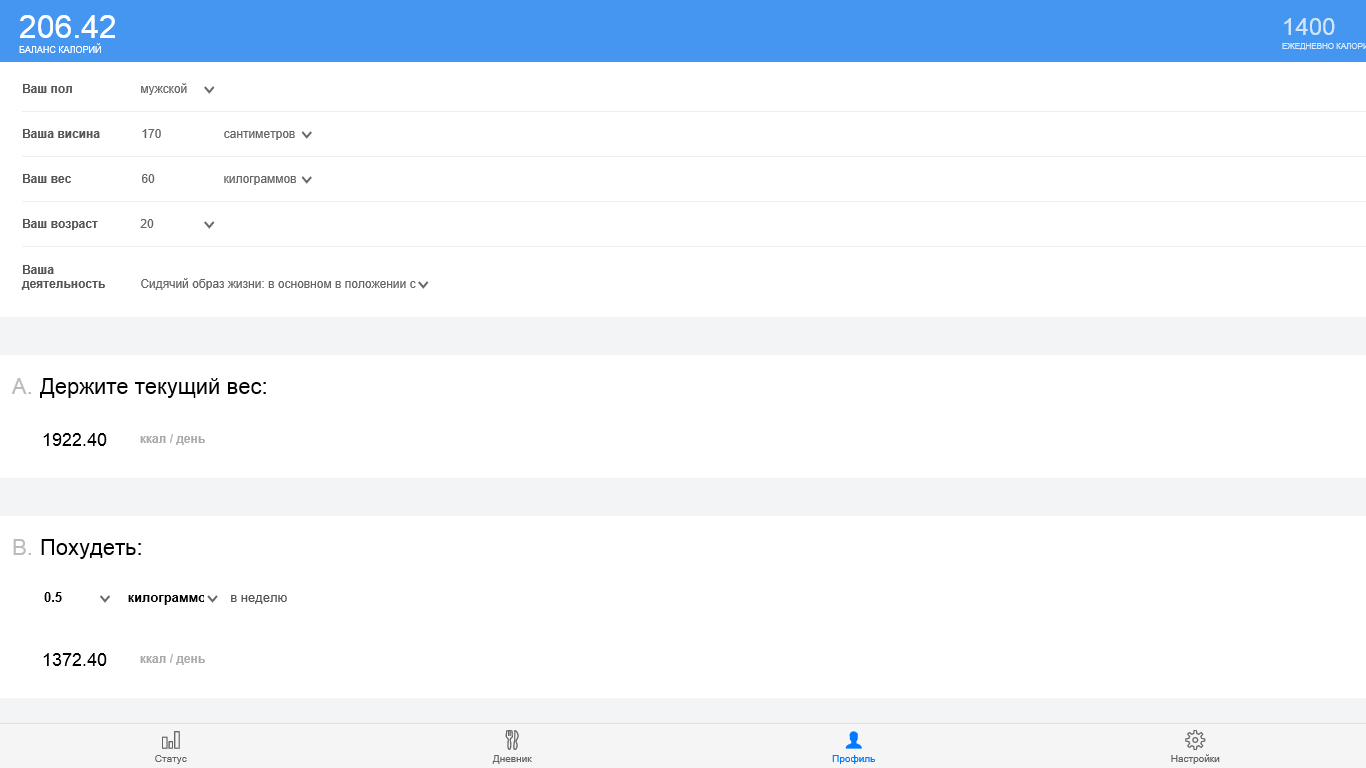 206.42
БАЛАНС КАЛОРИЙ
1400
ЕЖЕДНЕВНО КАЛОРИ
Ваш пол мужской
Ваша висина 170 сантиметров
Ваш вес 60 килограммов
Ваш возраст 20
Ваша
деятельность Сидячий образ жизни: в основном в положении с
A. Держите текущий вес:
1922.40 ккал / день
B. Похудеть:
0.5 килограммо в неделю
1372.40 ккал / день
Статус Дневник Профиль Настройки